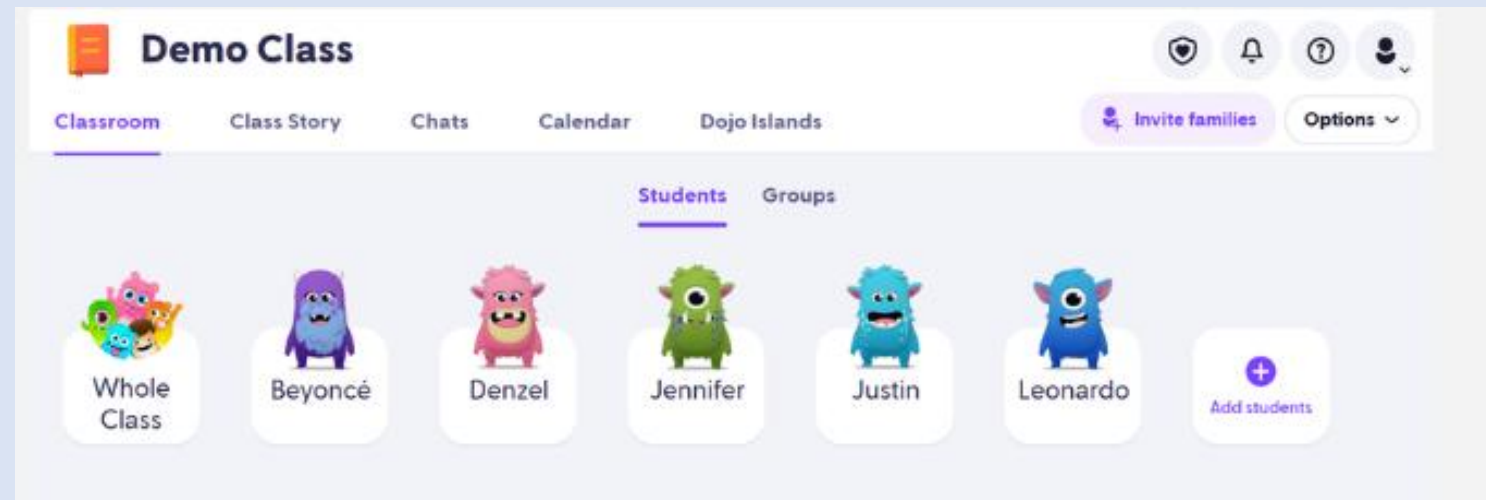 Demo Class
Classroom Class Story Chats Calendar Dojo Islands Invite families Options
Students Groups
Whole Class
Beyoncé
Denzel
Jennifer
Justin
Leonardo
Add students